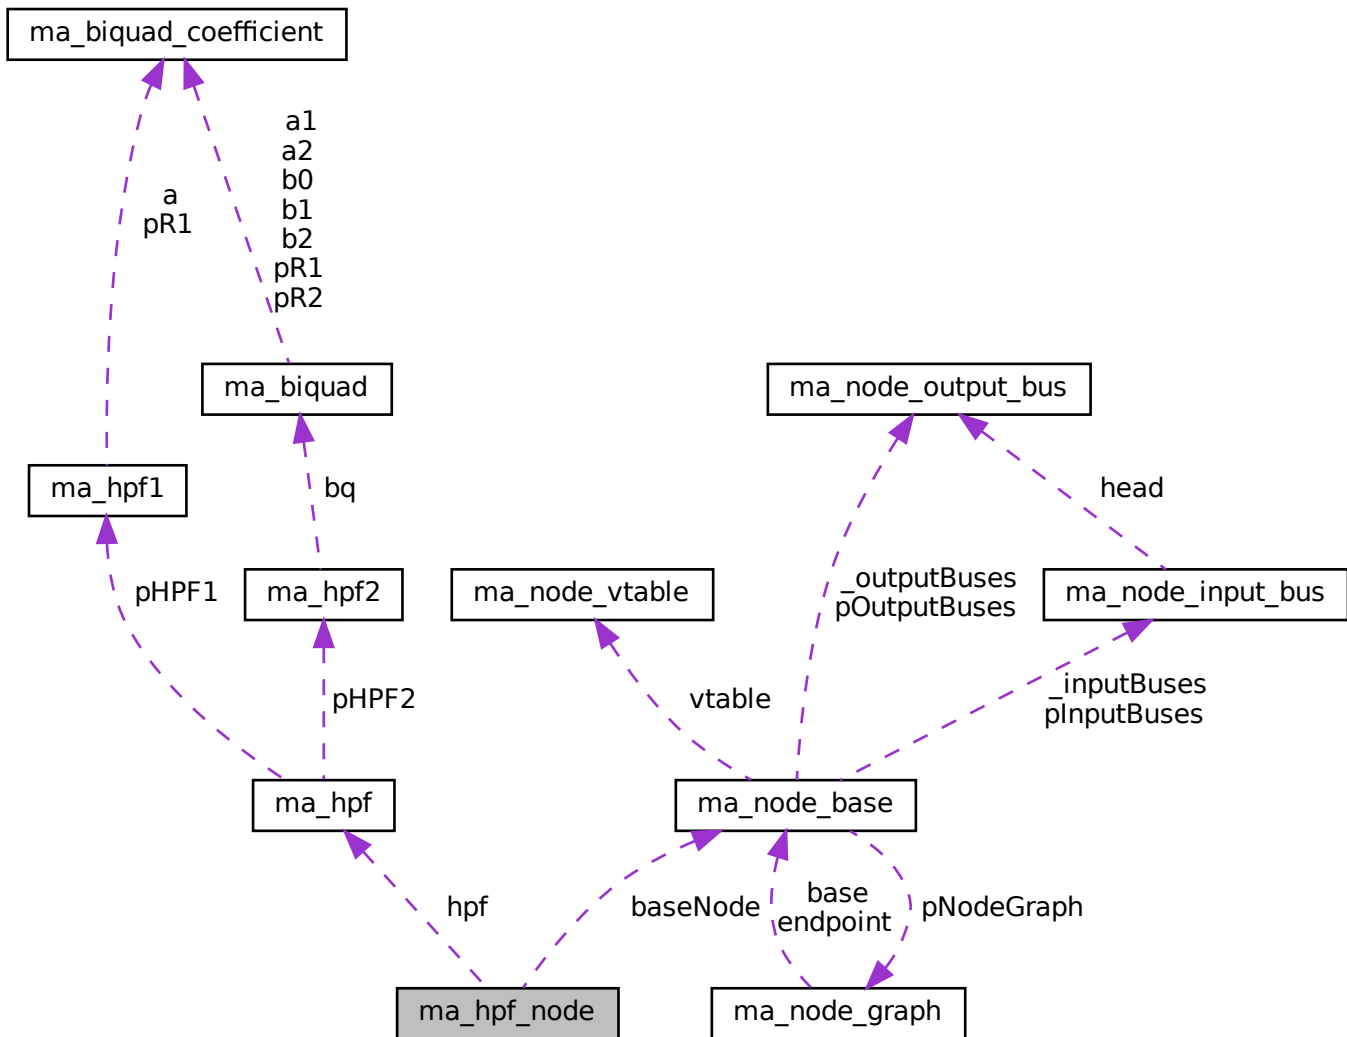 ma_biquad_coefficient
a1
a2
b0
b1
b2
pR1
pR2
a
pR1
ma_biquad
ma_node_output_bus
ma_hpf1
bq
head
ma_hpf2
ma_node_vtable
_outputBuses
pOutputBuses
ma_node_input_bus
pHPF1
pHPF2
vtable
_inputBuses
pInputBuses
ma_hpf
ma_node_base
hpf
baseNode
base
endpoint
pNodeGraph
ma_hpf_node
ma_node_graph